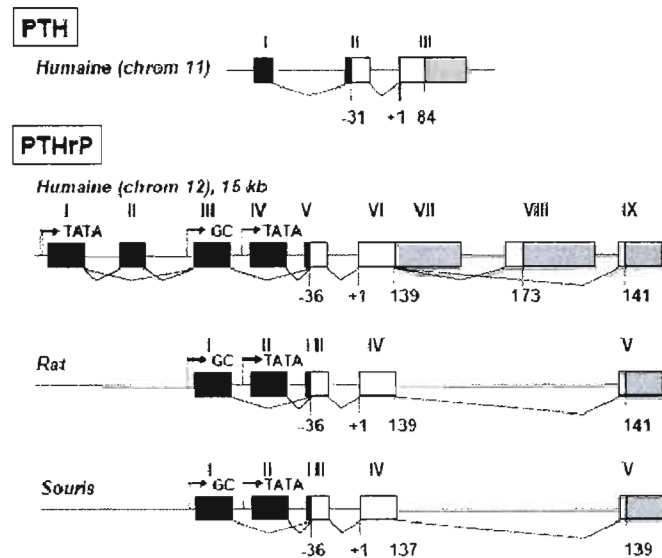 PTH
I II III
Humaine (chrom 11)
-31 +1 84
PTHrP
Humaine (chrom 12), 15 kb
I II III IV V VI VII VIII IX
TATA GC TATA
-36 +1 139 173 141
I II III IV V
GC TATA
Rat
-36 +1 139 141
I II III IV V
GC TATA
Souris
-36 +1 137 139